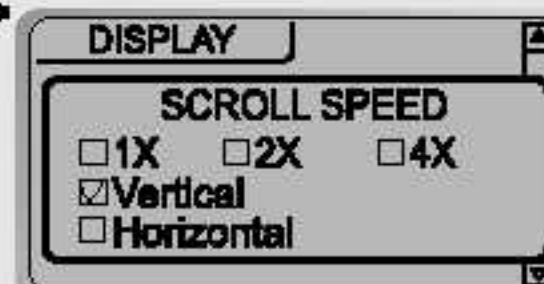 DISPLAY
SCROLL SPEED
☐1X ☐2X ☐4X
☑Vertical
☐Horizontal